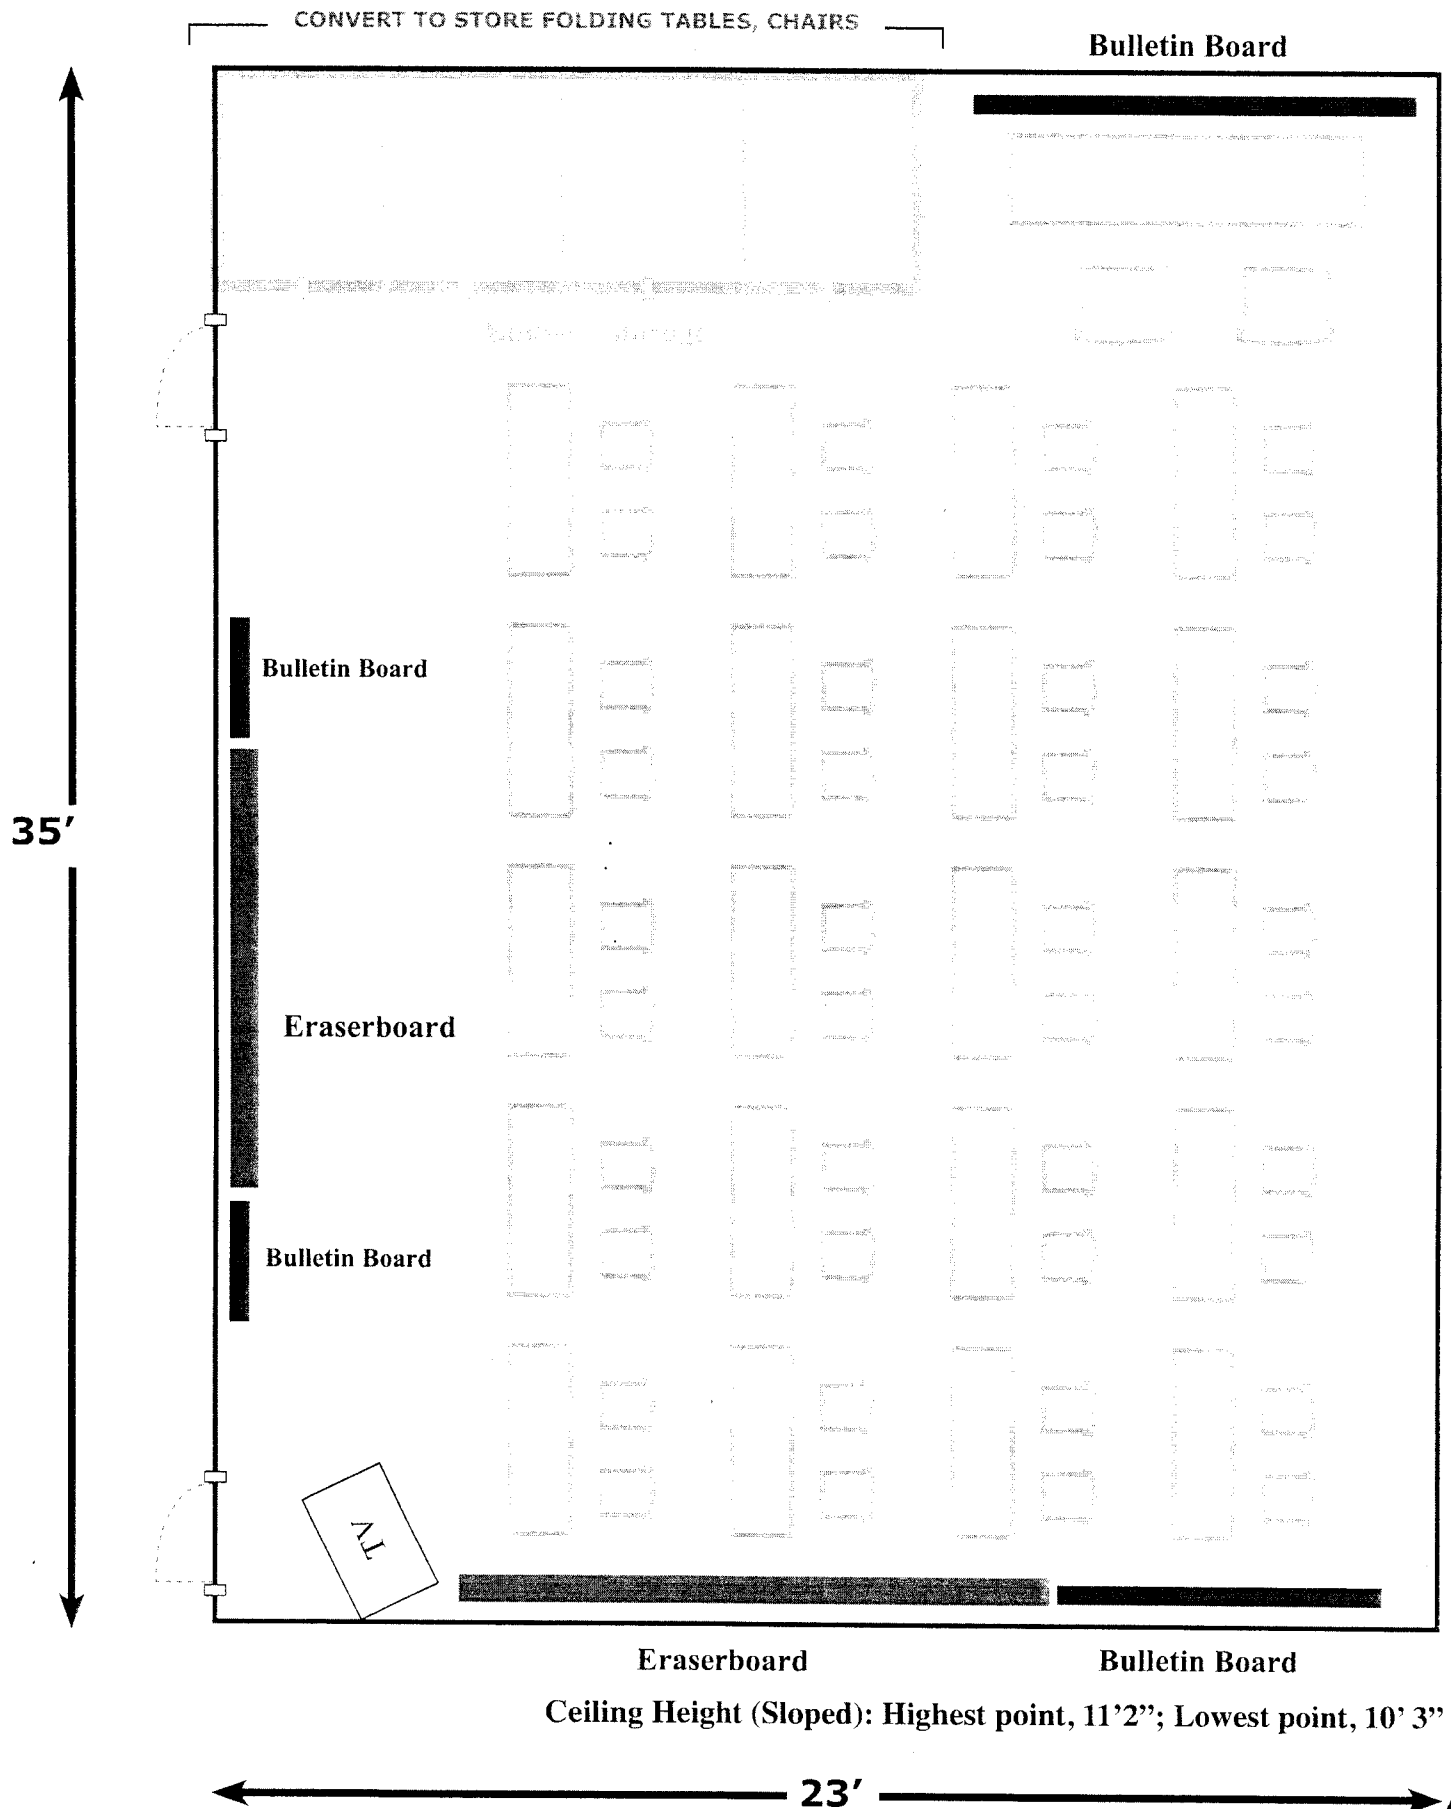 CONVERT TO STORE FOLDING TABLES, CHAIRS
Bulletin Board
Bulletin Board
35’
Eraserboard
Bulletin Board
TV
Eraserboard
Bulletin Board
Ceiling Height (Sloped): Highest point, 11’2”; Lowest point, 10’ 3”
23’